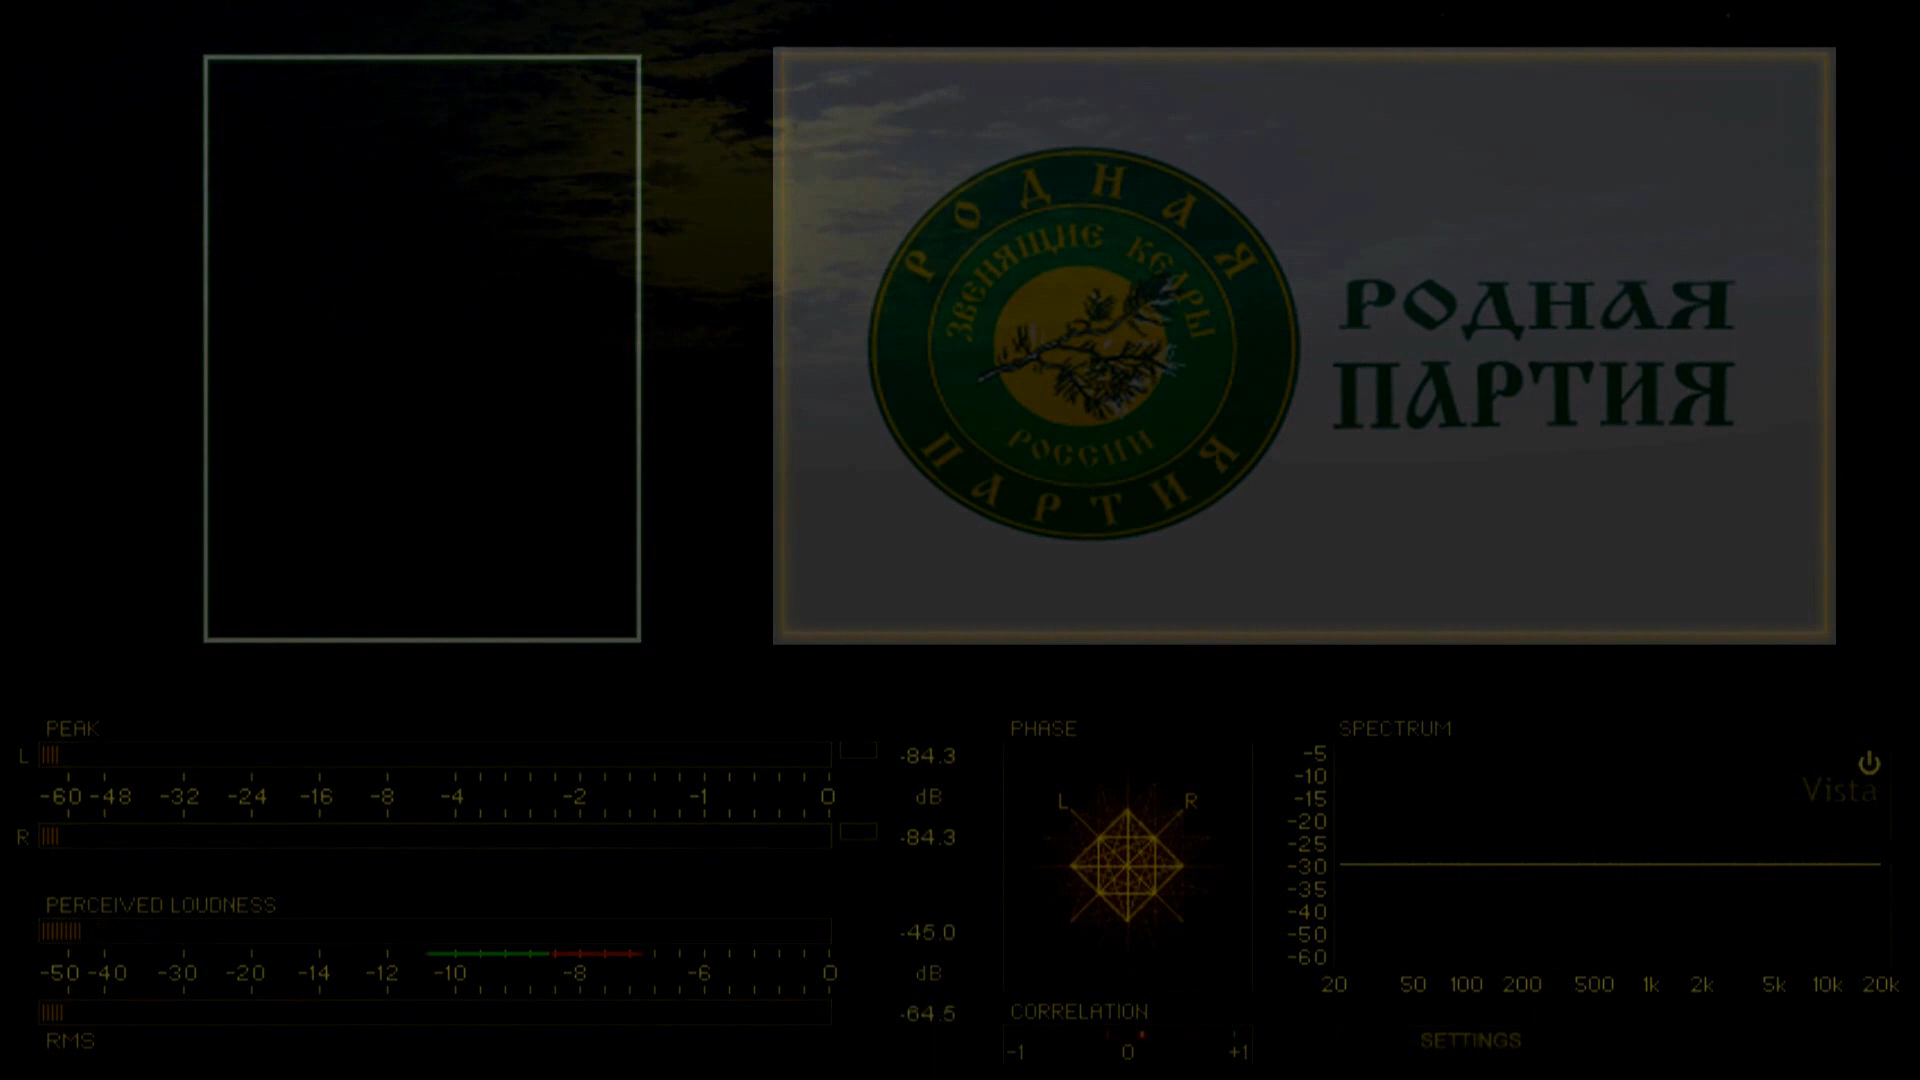 РОДНАЯ
ЗВЕНЯЩИЕ КЕДРЫ
РОССИИ
ПАРТИЯ
РОДНАЯ
ПАРТИЯ
PEAK
L
-84.3
-60 -48 -32 -24 -16 -8 -4 -2 -1 0 dB
R
-84.3
PERCEIVED LOUDNESS
-45.0
-50 -40 -30 -20 -14 -12 -10 -8 -6 0 dB
-64.5
RMS
PHASE
L R
CORRELATION
-1 0 +1
SPECTRUM
Vista
-5
-10
-15
-20
-25
-30
-35
-40
-50
-60
20 50 100 200 500 1k 2k 5k 10k 20k
SETTINGS